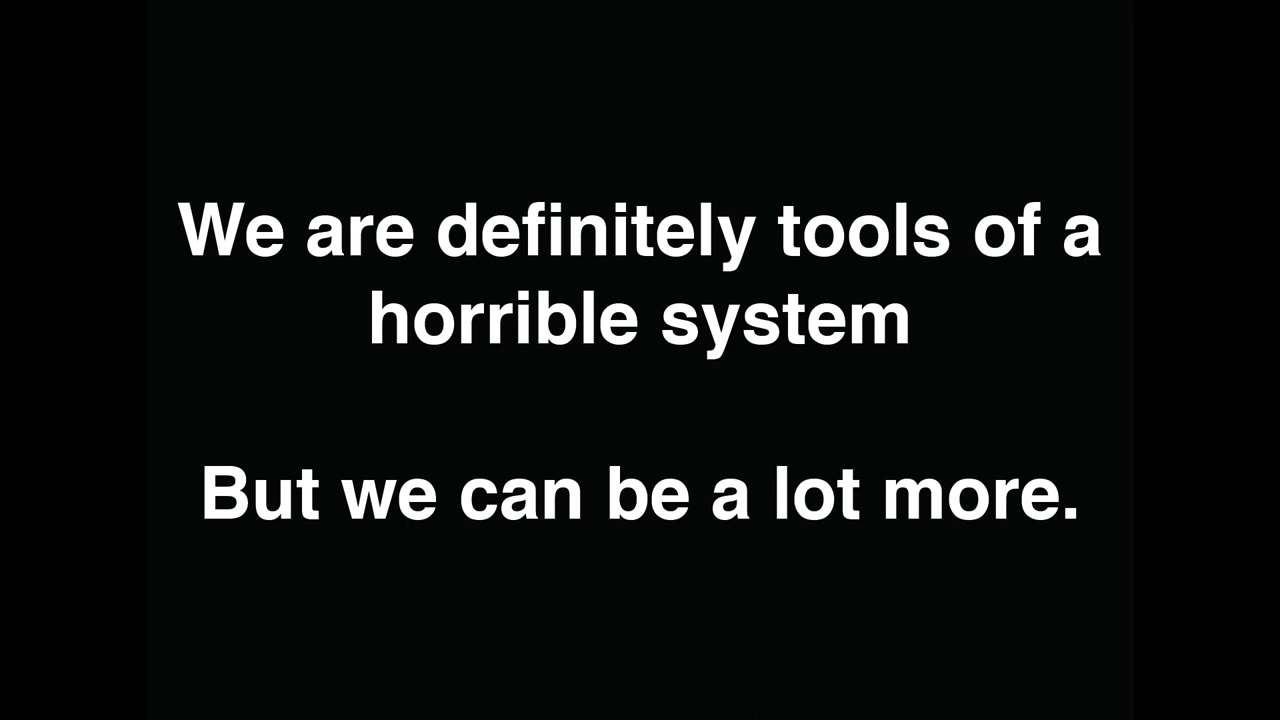 We are definitely tools of a
horrible system
But we can be a lot more.